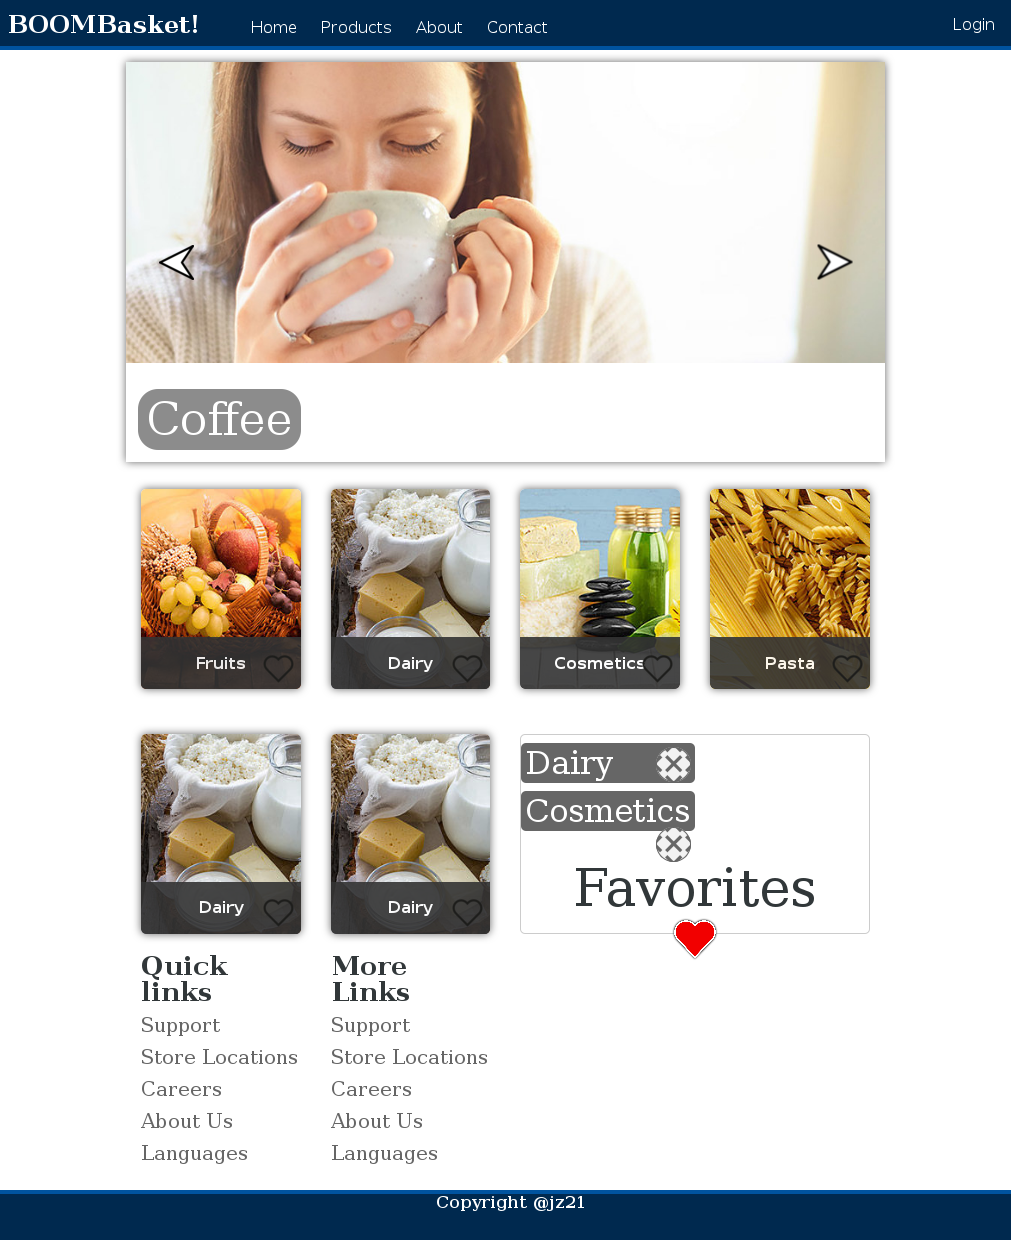 BOOMBasket!
Home Products About Contact
Login
Coffee
Fruits
Dairy
Cosmetics
Pasta
Dairy
Dairy
Dairy
Cosmetics
Favorites
Quick
links
Support
Store Locations
Careers
About Us
Languages
More
Links
Support
Store Locations
Careers
About Us
Languages
Copyright @jz21